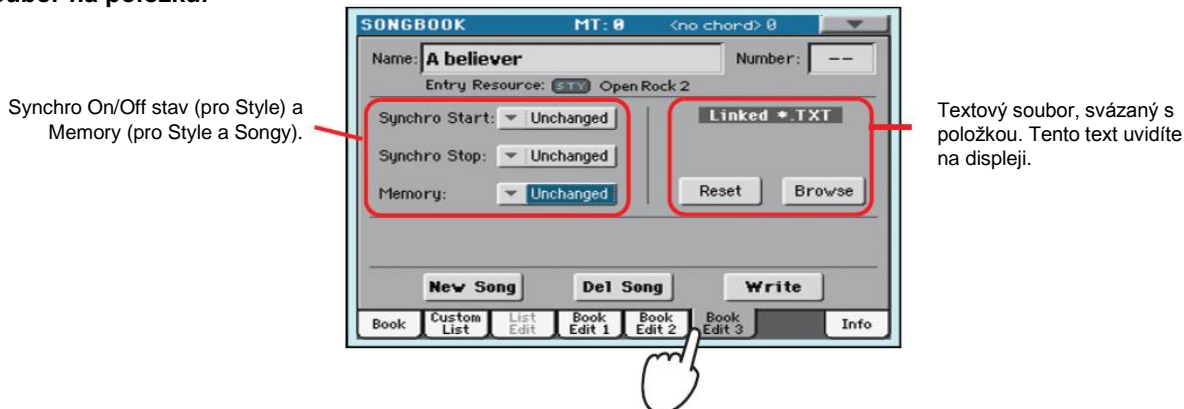 soubor na položku.
SONGBOOK MT: 0 <no chord> 0
Name: A believer Number: --
Entry Resource: STY Open Rock 2
Synchro On/Off stav (pro Style) a
Memory (pro Style a Songy).
Synchro Start: Unchanged
Synchro Stop: Unchanged
Memory: Unchanged
Linked *.TXT
Reset Browse
Textový soubor, svázaný s
položkou. Tento text uvidíte
na displeji.
New Song Del Song Write
Book Custom List List Edit Book Edit 1 Book Edit 2 Book Edit 3 Info